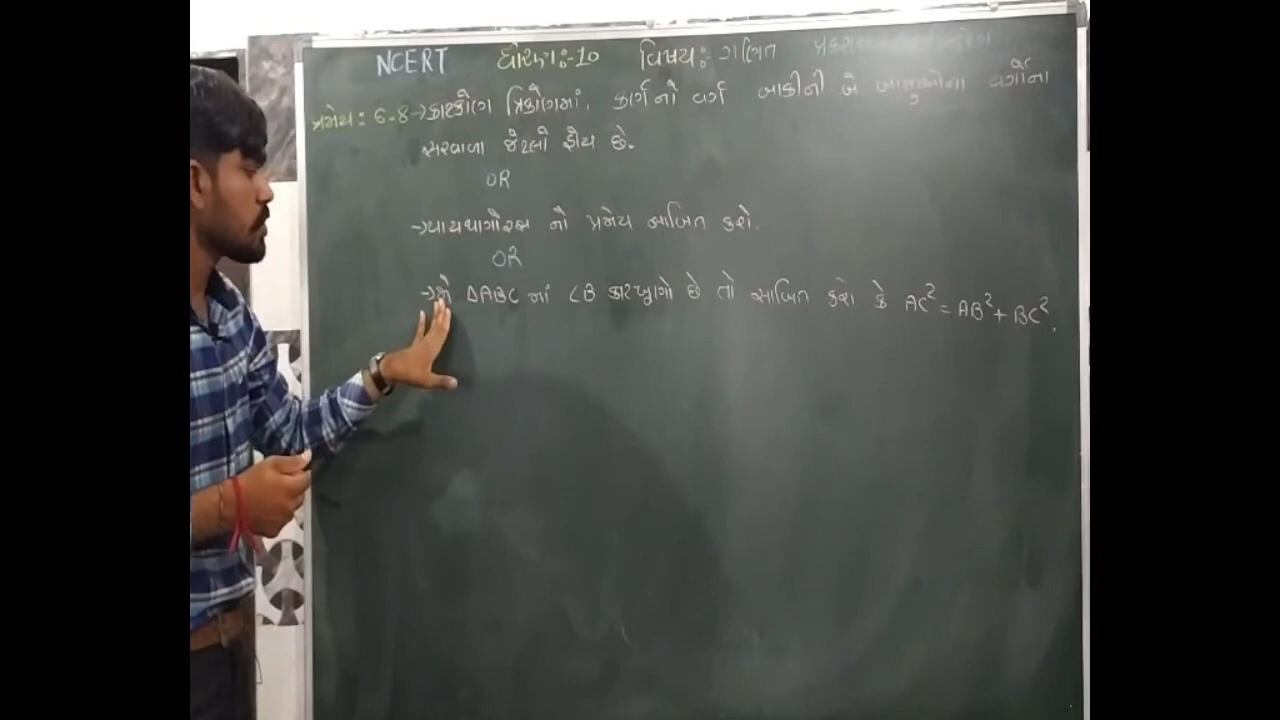 NCERT ધોરણ:-10 વિષય:- ગણિત
પ્રમેય: 6.8 → કાટકોણ ત્રિકોણમાં, કર્ણનો વર્ગ બાકીની બે બાજુઓના વર્ગોના
સરવાળા જેટલો હોય છે.
OR
→ પાયથાગોરસ નો પ્રમેય સાબિત કરો.
OR
→ જો ΔABC માં ∠B કાટખૂણો છે તો સાબિત કરો કે AC² = AB² + BC².